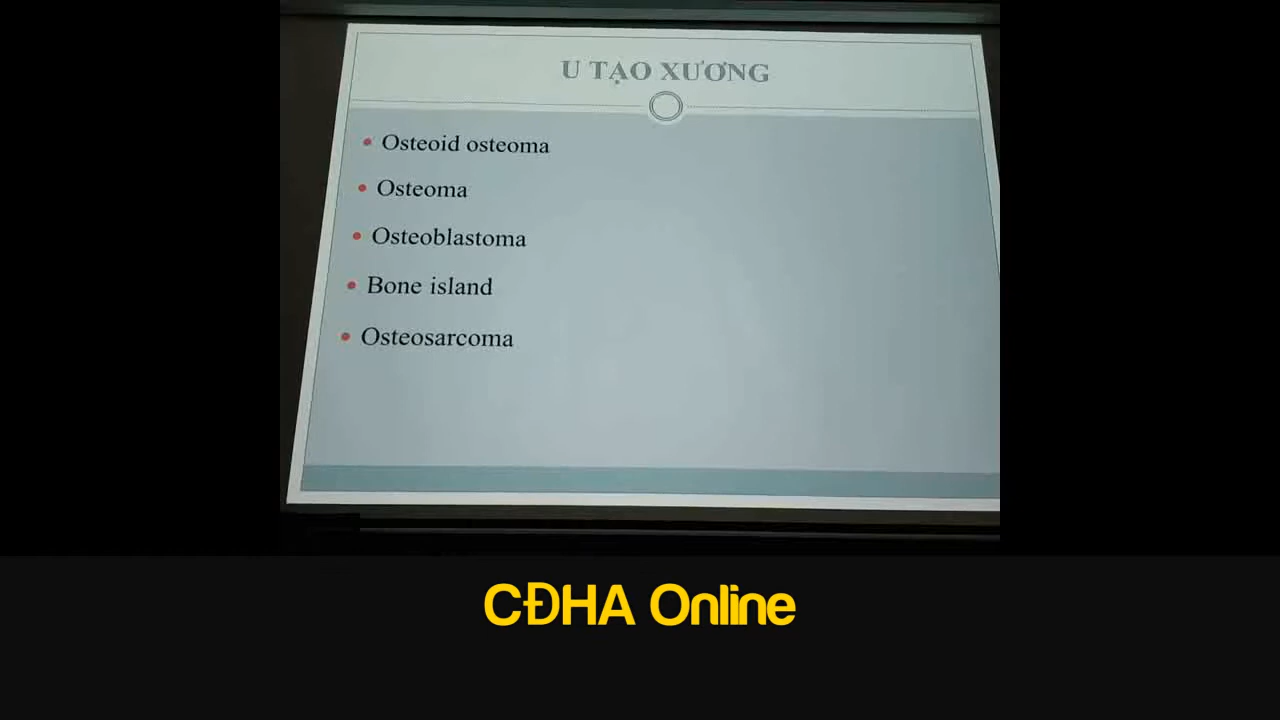 U TẠO XƯƠNG
Osteoid osteoma
Osteoma
Osteoblastoma
Bone island
Osteosarcoma
CĐHA Online